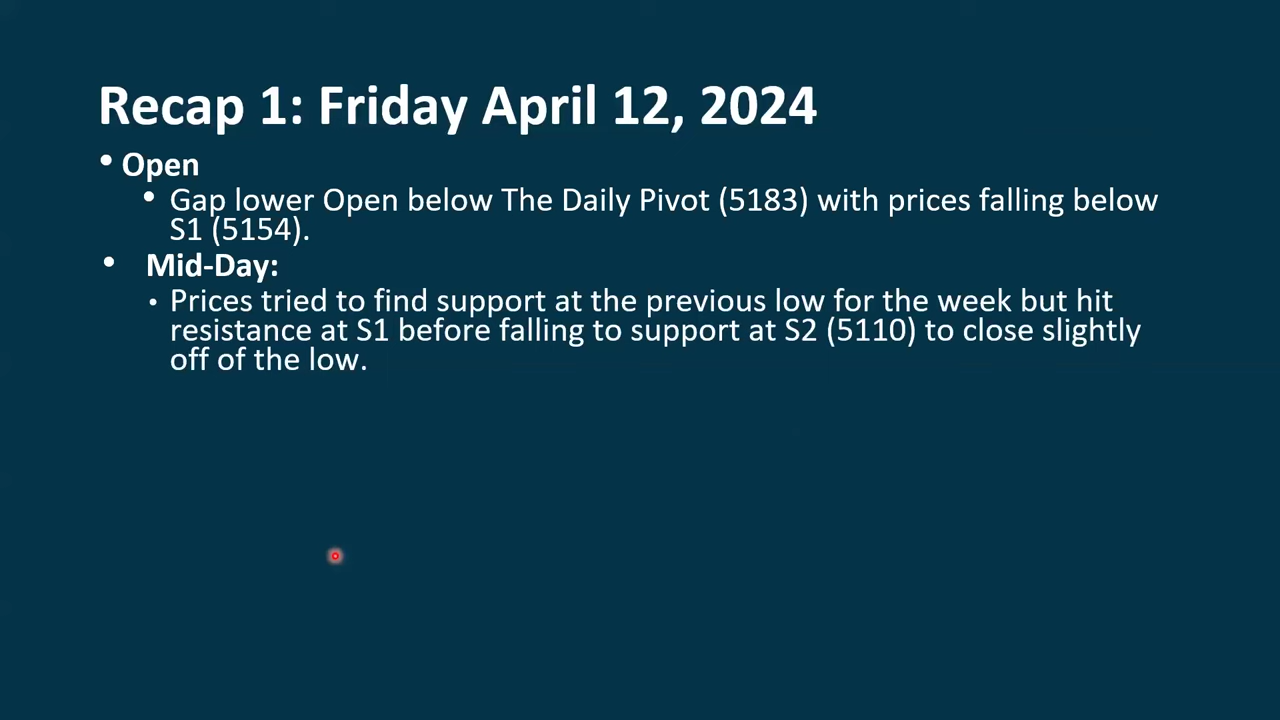 Recap 1: Friday April 12, 2024
• Open
• Gap lower Open below The Daily Pivot (5183) with prices falling below
S1 (5154).
• Mid-Day:
• Prices tried to find support at the previous low for the week but hit
resistance at S1 before falling to support at S2 (5110) to close slightly
off of the low.